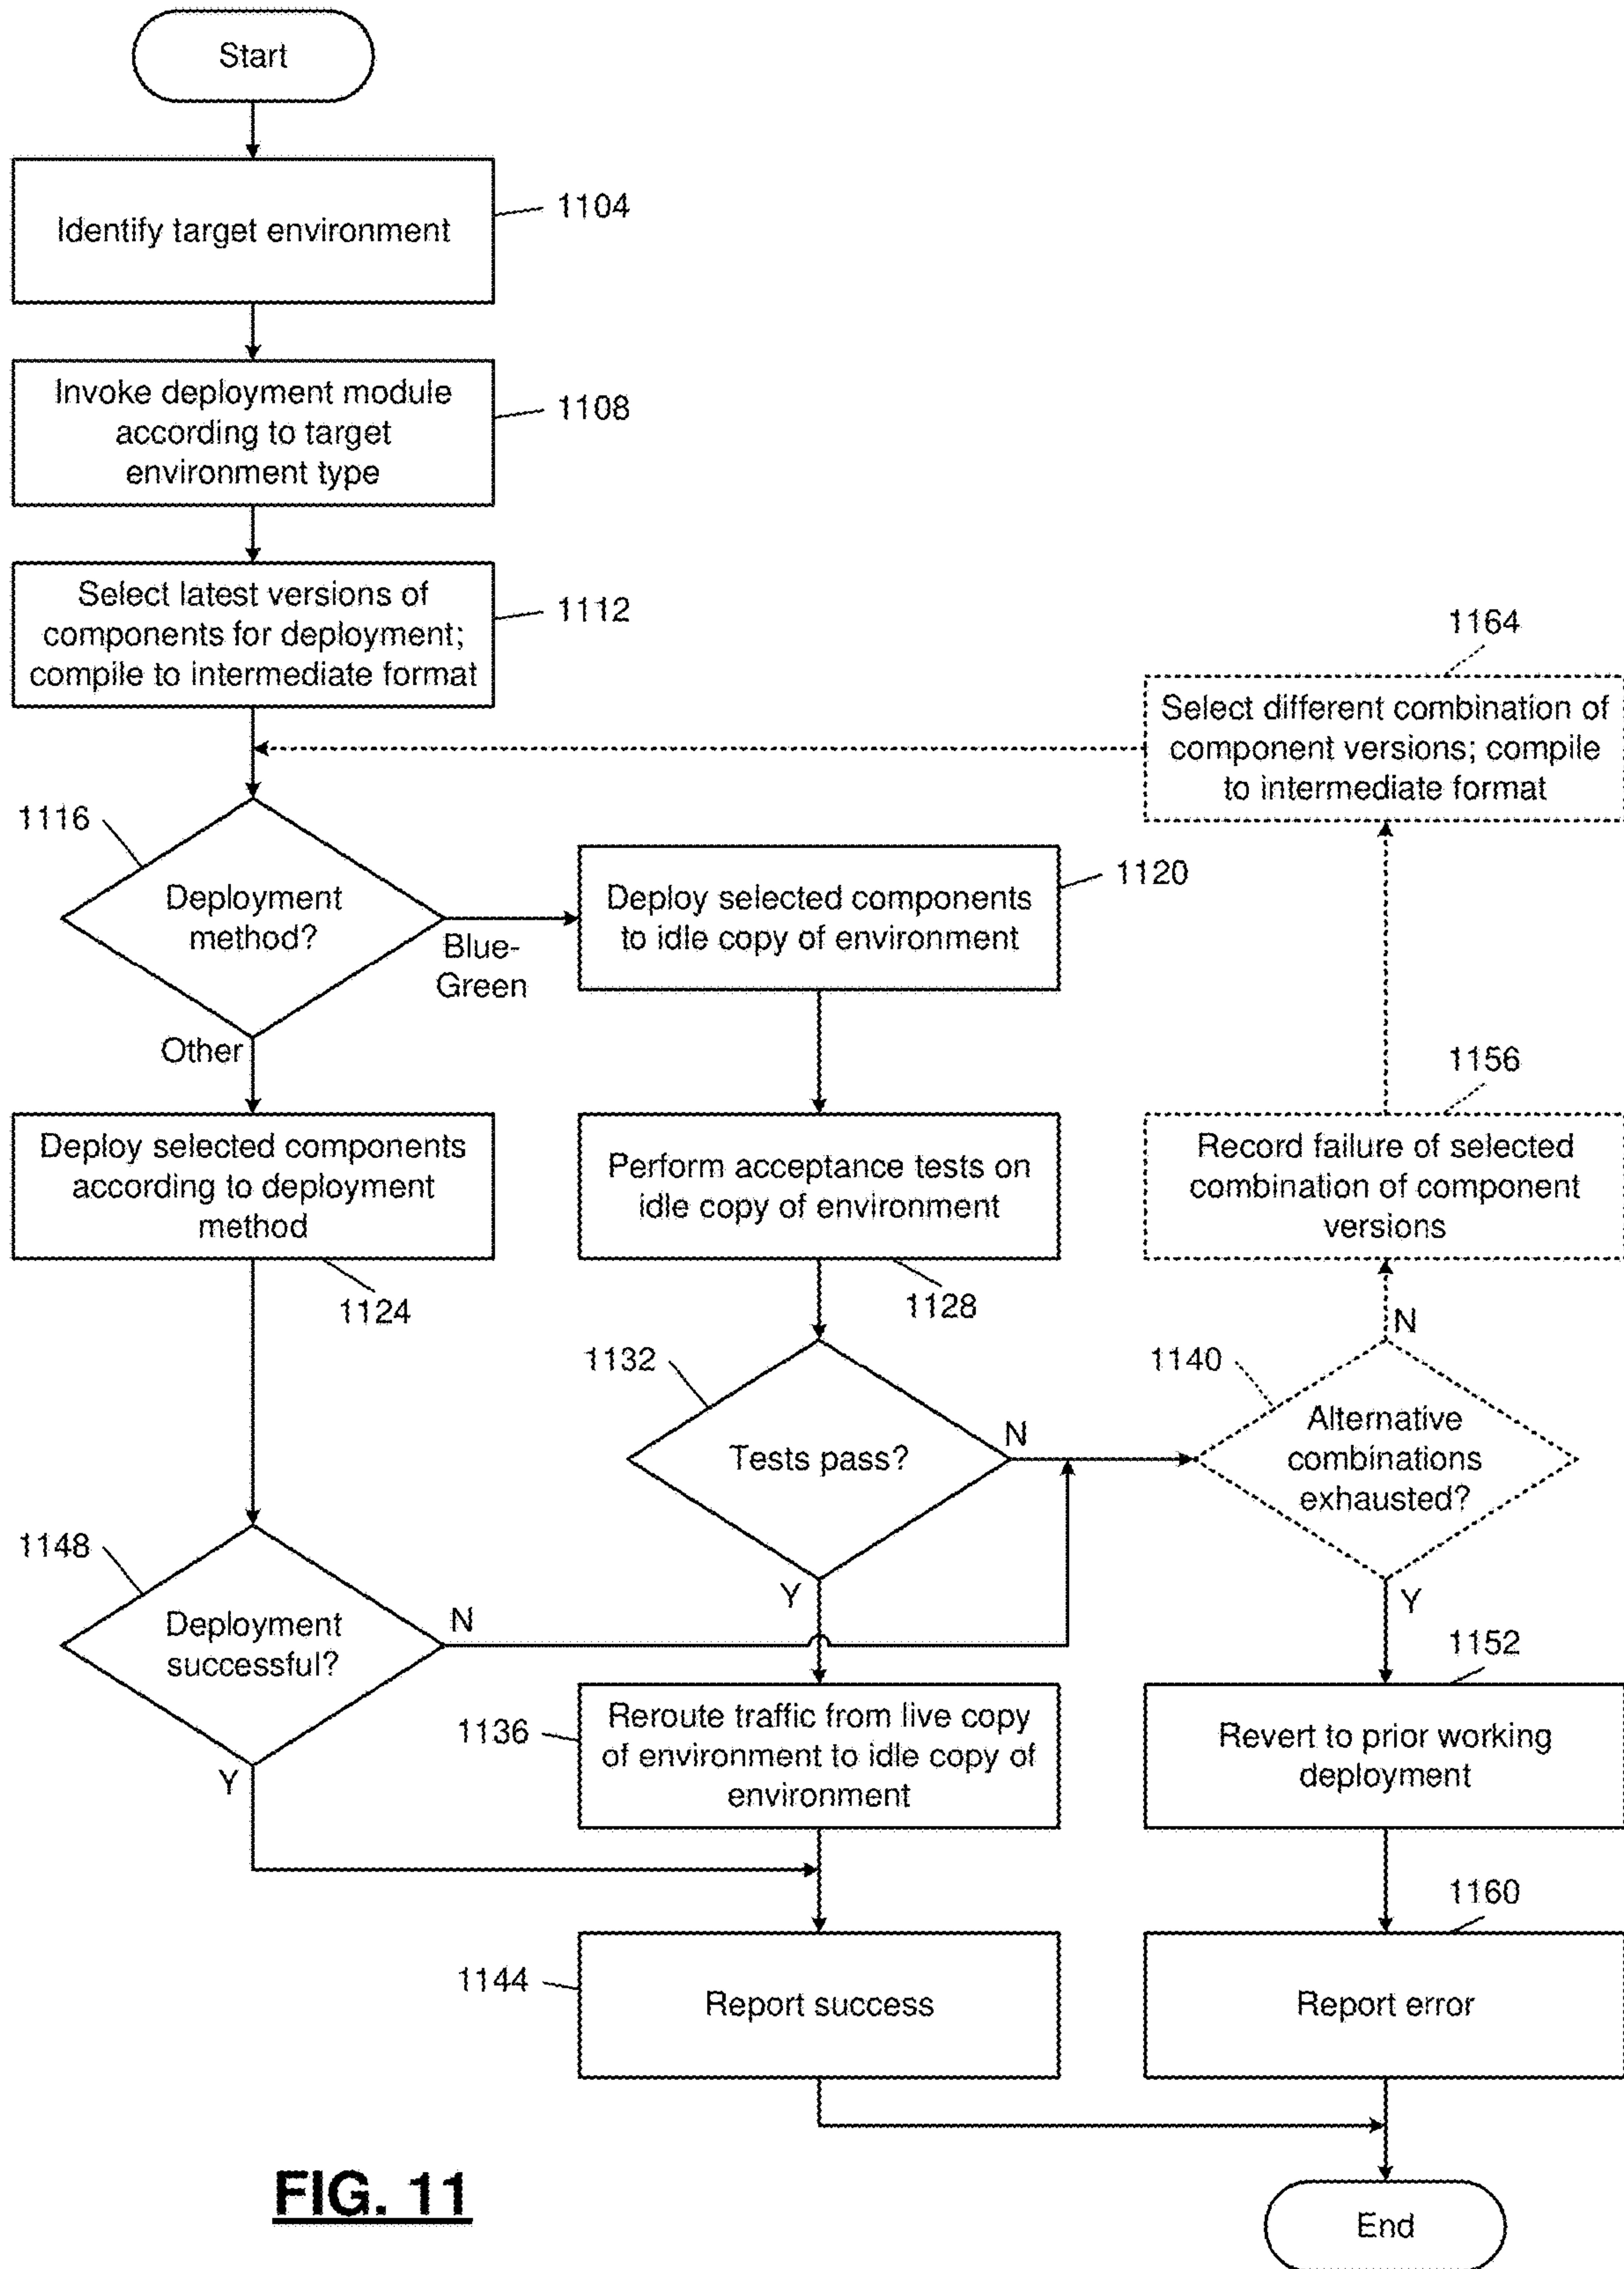 Start
Identify target environment
1104
Invoke deployment module
according to target
environment type
1108
Select latest versions of
components for deployment;
compile to intermediate format
1112
1164
Select different combination of
component versions; compile
to intermediate format
1116
Deployment
method?
Blue-
Green
Other
Deploy selected components
to idle copy of environment
1120
1156
Record failure of selected
combination of component
versions
Deploy selected components
according to deployment
method
1124
Perform acceptance tests on
idle copy of environment
1128
1132
Tests pass?
N
Y
1140
N
Alternative
combinations
exhausted?
Y
1148
Deployment
successful?
N
Y
1136
Reroute traffic from live copy
of environment to idle copy of
environment
1152
Revert to prior working
deployment
1144
Report success
1160
Report error
End
FIG. 11